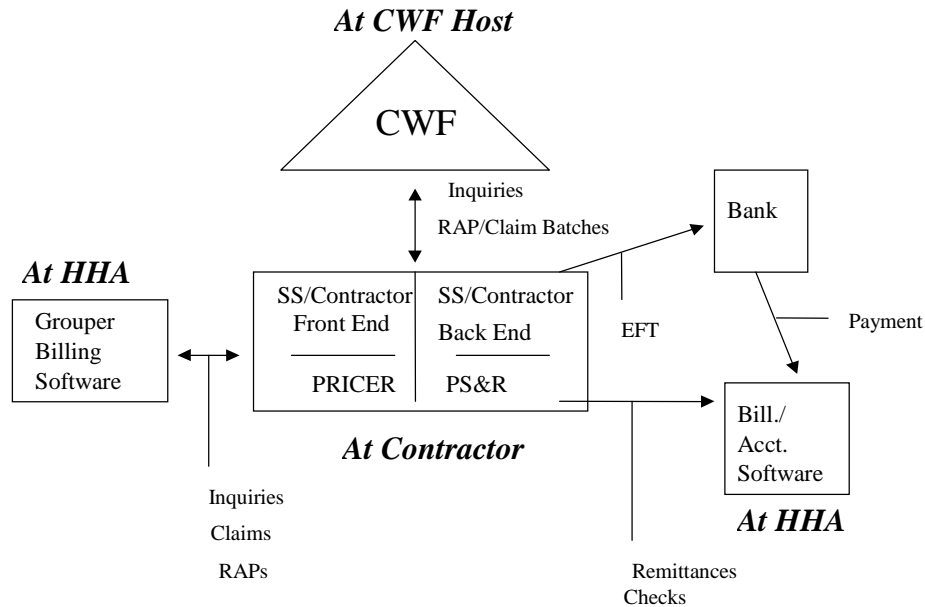 At CWF Host
CWF
Inquiries
RAP/Claim Batches
Bank
At HHA
Grouper
Billing
Software
SS/Contractor
Front End
PRICER
SS/Contractor
Back End
PS&R
EFT
Payment
At Contractor
Bill./
Acct.
Software
At HHA
Inquiries
Claims
RAPs
Remittances
Checks